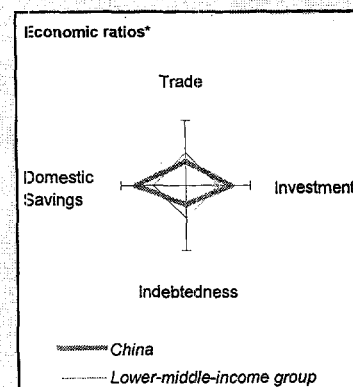 Economic ratios*
Trade
Domestic
Savings
Investment
Indebtedness
China
Lower-middle-income group